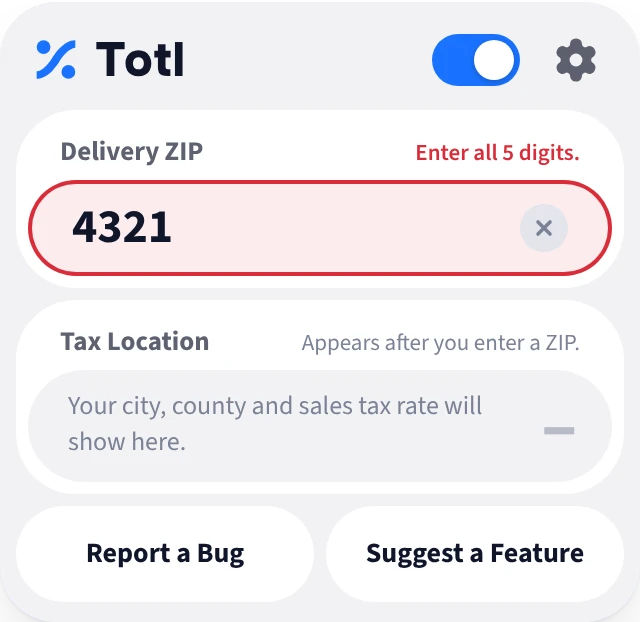 Totl
Delivery ZIP
Enter all 5 digits.
4321
Tax Location
Appears after you enter a ZIP.
Your city, county and sales tax rate will
show here.
Report a Bug
Suggest a Feature